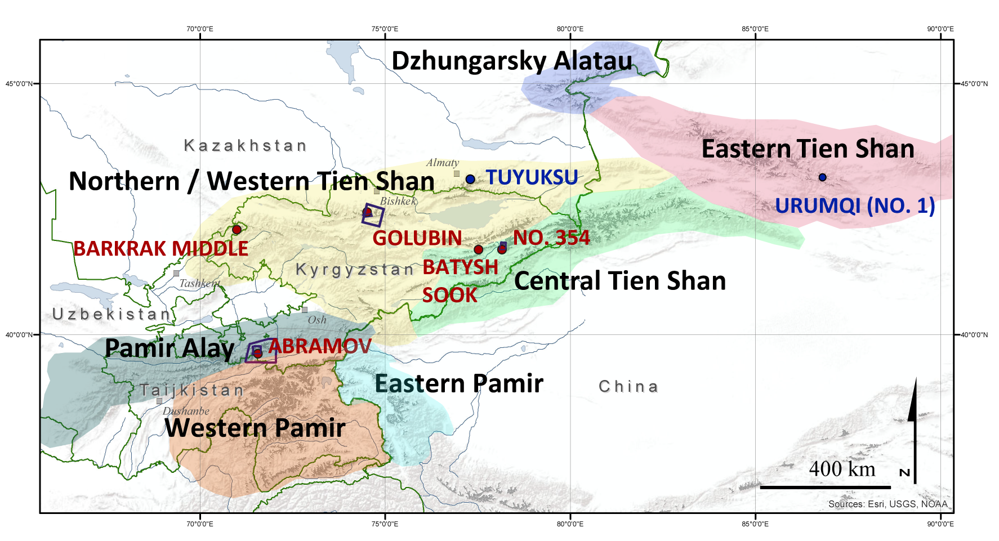 70°0'0"E
75°0'0"E
80°0'0"E
85°0'0"E
90°0'0"E
Dzhungarsky Alatau
45°0'0"N
45°0'0"N
Kazakhstan
Eastern Tien Shan
Almaty
Northern / Western Tien Shan
TUYUKSU
Bishkek
URUMQI (NO. 1)
GOLUBIN
NO. 354
BARKRAK MIDDLE
Kyrgyzstan
BATYSH
SOOK
Central Tien Shan
Tashkent
Uzbekistan
Osh
40°0'0"N
40°0'0"N
Pamir Alay
ABRAMOV
Eastern Pamir
China
Taijkistan
Dushanbe
Western Pamir
400 km
N
Sources: Esri, USGS, NOAA
70°0'0"E
75°0'0"E
80°0'0"E
85°0'0"E
90°0'0"E